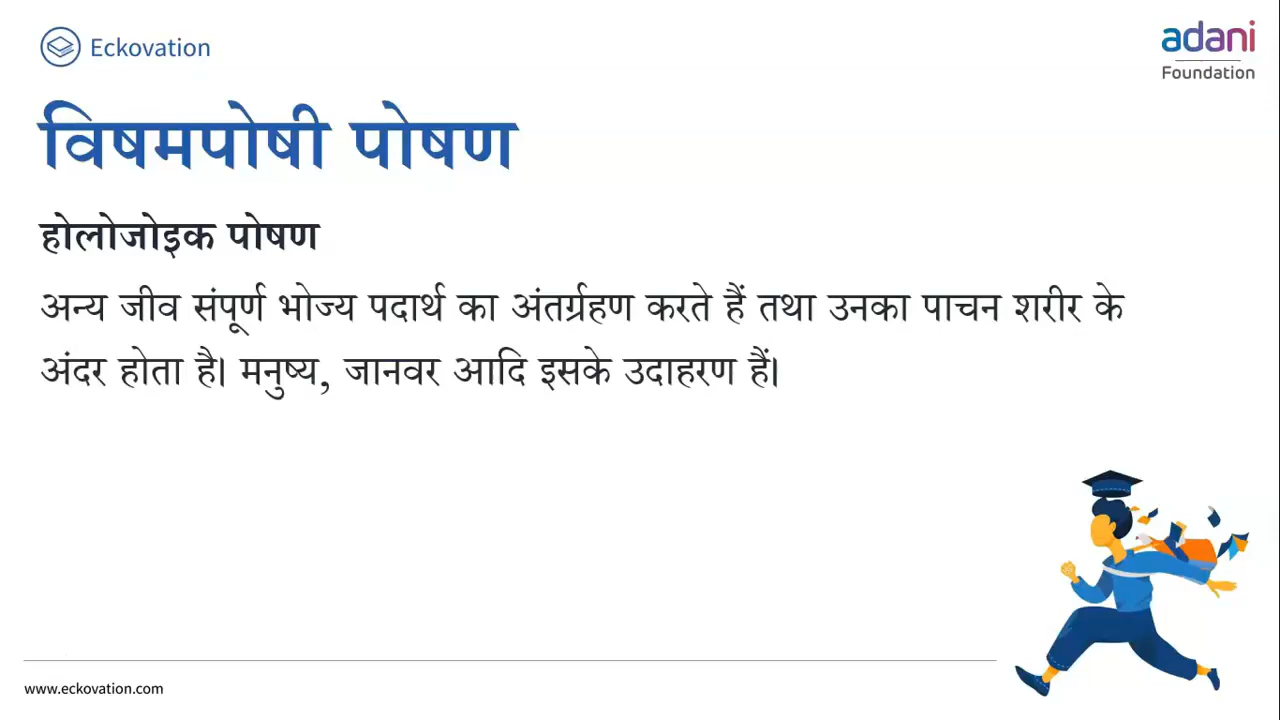 Eckovation
adani
Foundation
विषमपोषी पोषण
होलोजोइक पोषण
अन्य जीव संपूर्ण भोज्य पदार्थ का अंतर्ग्रहण करते हैं तथा उनका पाचन शरीर के
अंदर होता है। मनुष्य, जानवर आदि इसके उदाहरण हैं।
www.eckovation.com